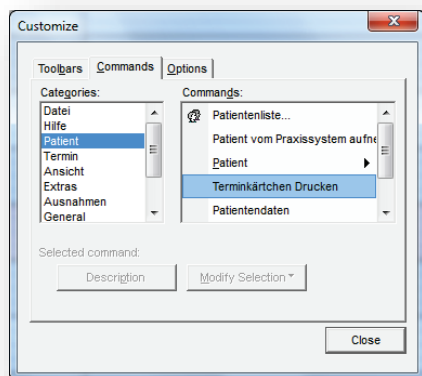 Customize
Toolbars Commands Options
Categories:
Datei
Hilfe
Patient
Termin
Ansicht
Extras
Ausnahmen
General
Commands:
Patientenliste...
Patient vom Praxissystem aufne
Patient
Terminkärtchen Drucken
Patientendaten
Selected command:
Description Modify Selection
Close